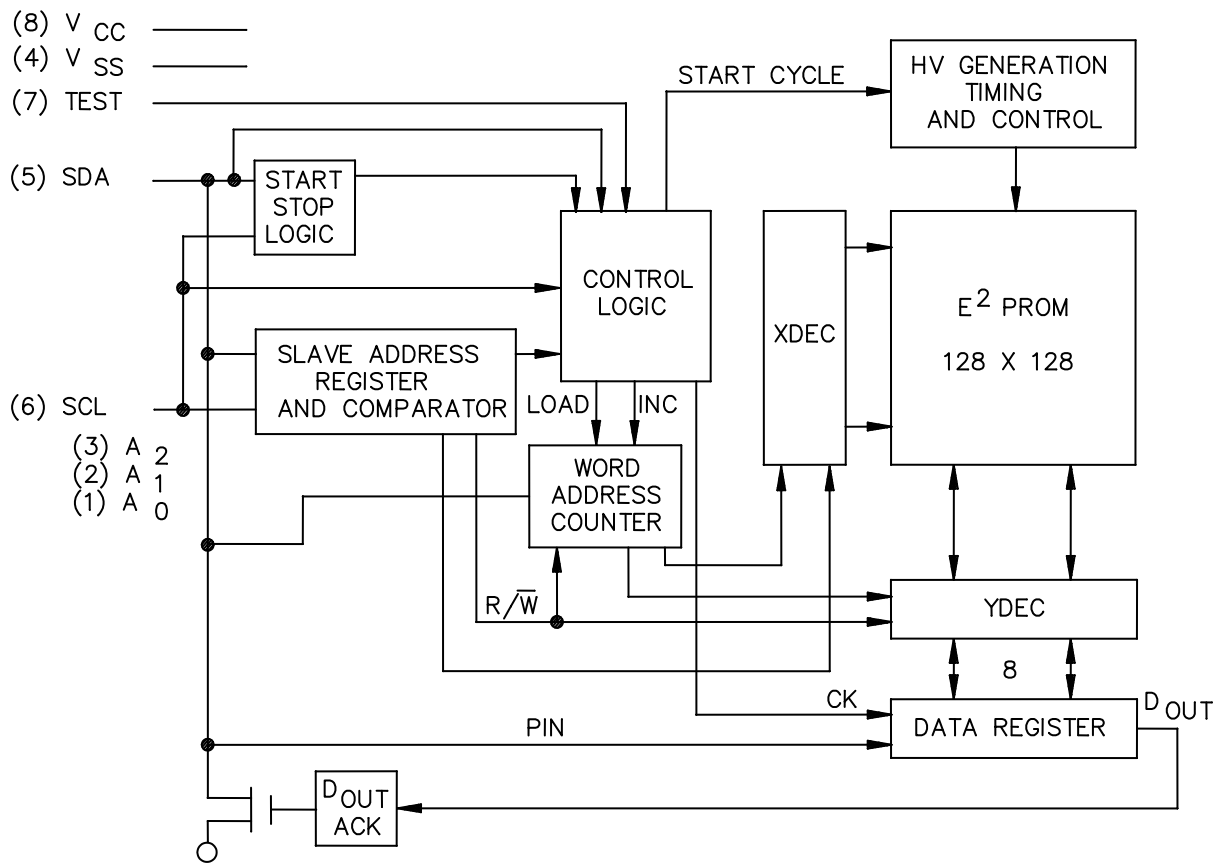 (8) V CC
(4) V SS
(7) TEST
(5) SDA
(6) SCL
(3) A 2
(2) A 1
(1) A 0
START
STOP
LOGIC
START CYCLE
HV GENERATION
TIMING
AND CONTROL
CONTROL
LOGIC
XDEC
E² PROM
128 X 128
SLAVE ADDRESS
REGISTER
AND COMPARATOR
LOAD
INC
WORD
ADDRESS
COUNTER
R/W̅
YDEC
8
CK
DATA REGISTER
D OUT
PIN
D OUT
ACK